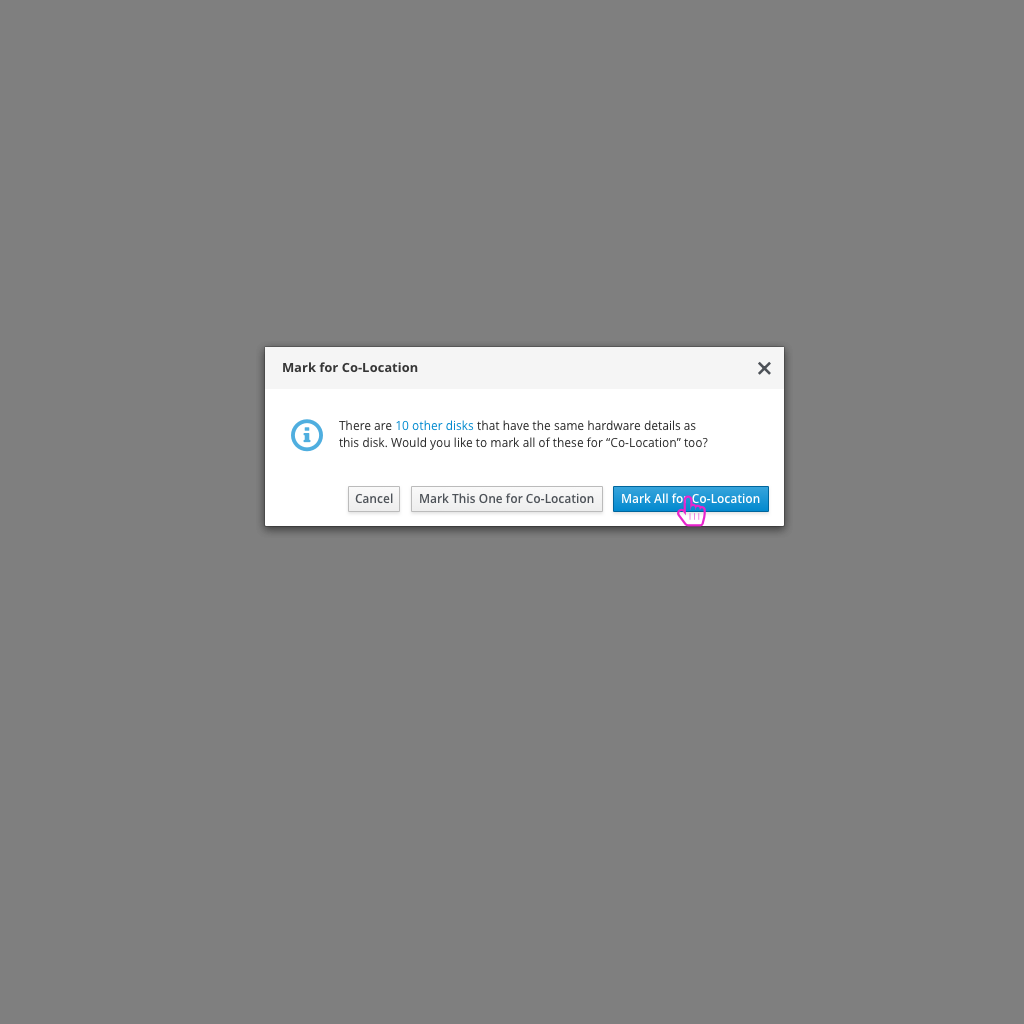 Mark for Co-Location
There are 10 other disks that have the same hardware details as
this disk. Would you like to mark all of these for “Co-Location” too?
Cancel
Mark This One for Co-Location
Mark All for Co-Location